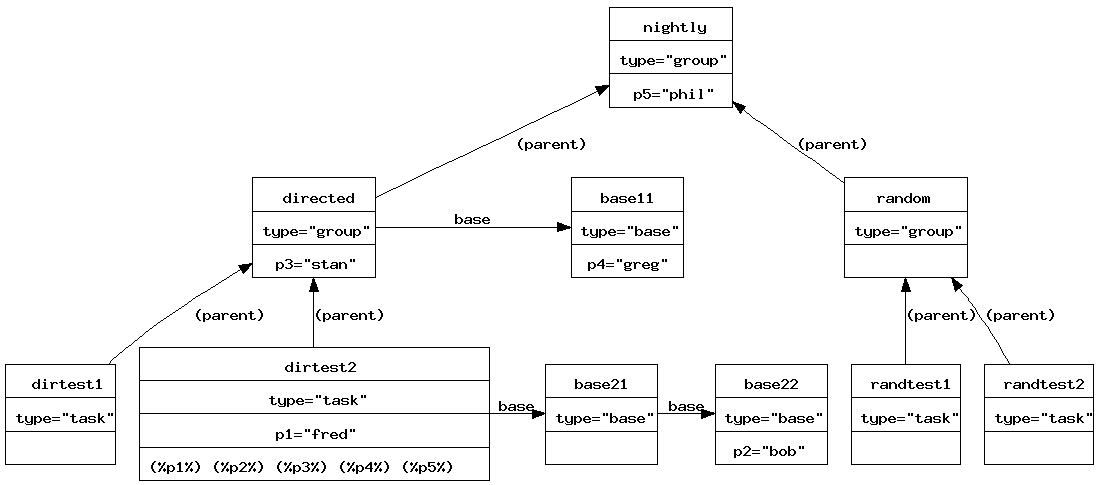 nightly
type="group"
p5="phil"
(parent)
(parent)
directed
type="group"
p3="stan"
base
base11
type="base"
p4="greg"
random
type="group"
(parent)
(parent)
(parent)
(parent)
dirtest1
type="task"
dirtest2
type="task"
p1="fred"
(%p1%) (%p2%) (%p3%) (%p4%) (%p5%)
base
base21
type="base"
base
base22
type="base"
p2="bob"
randtest1
type="task"
randtest2
type="task"